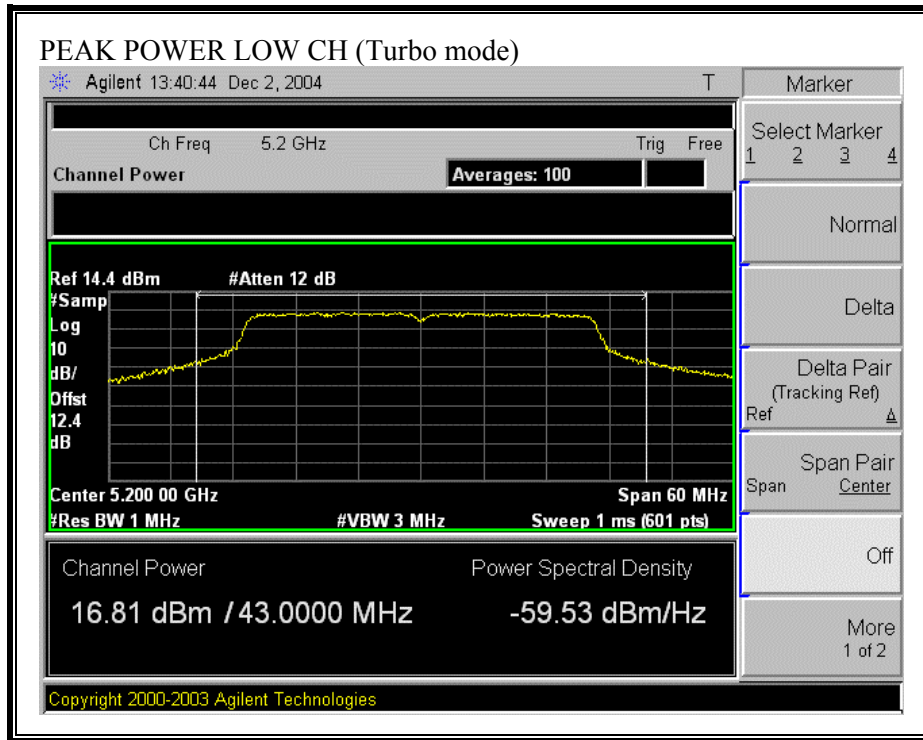 PEAK POWER LOW CH (Turbo mode)
Agilent 13:40:44 Dec 2, 2004 T
Ch Freq 5.2 GHz Trig Free
Channel Power Averages: 100
Ref 14.4 dBm #Atten 12 dB
#Samp
Log
10
dB/
Offst
12.4
dB
Center 5.200 00 GHz Span 60 MHz
#Res BW 1 MHz #VBW 3 MHz Sweep 1 ms (601 pts)
Channel Power Power Spectral Density
16.81 dBm / 43.0000 MHz -59.53 dBm/Hz
Copyright 2000-2003 Agilent Technologies
Marker
Select Marker
1 2 3 4
Normal
Delta
Delta Pair
(Tracking Ref)
Ref Δ
Span Pair
Span Center
Off
More
1 of 2